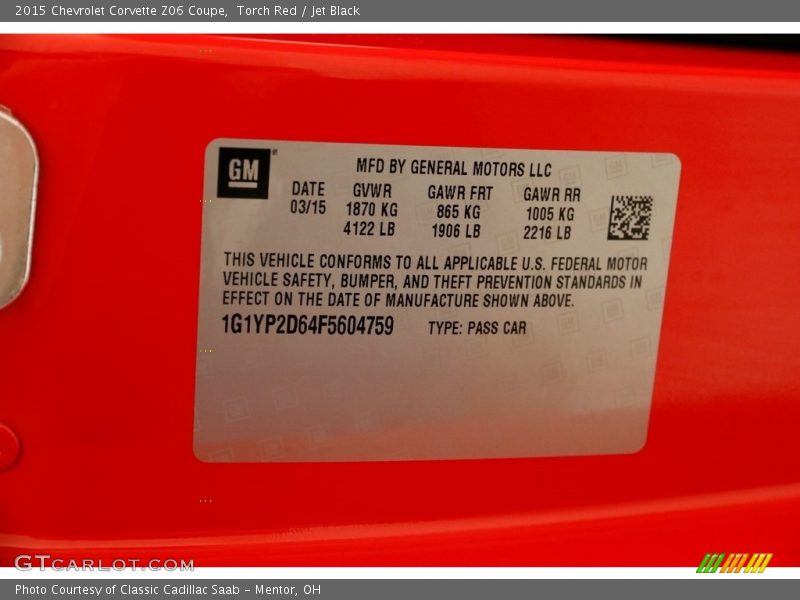 2015 Chevrolet Corvette Z06 Coupe,  Torch Red / Jet Black
GM
MFD BY GENERAL MOTORS LLC
DATE GVWR GAWR FRT GAWR RR
03/15 1870 KG 865 KG 1005 KG
4122 LB 1906 LB 2216 LB
THIS VEHICLE CONFORMS TO ALL APPLICABLE U.S. FEDERAL MOTOR
VEHICLE SAFETY, BUMPER, AND THEFT PREVENTION STANDARDS IN
EFFECT ON THE DATE OF MANUFACTURE SHOWN ABOVE.
1G1YP2D64F5604759 TYPE: PASS CAR
GTCARLOT.COM
Photo Courtesy of Classic Cadillac Saab – Mentor, OH